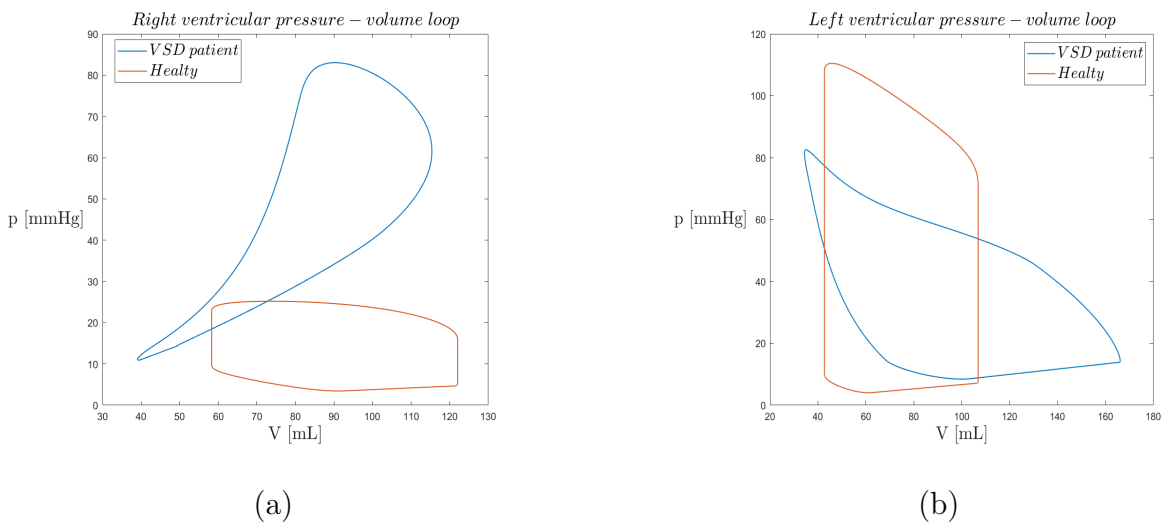 Right ventricular pressure − volume loop
90
80
70
60
50
40
30
20
10
0
p [mmHg]
VSD patient
Healty
30 40 50 60 70 80 90 100 110 120 130
V [mL]
(a)
Left ventricular pressure − volume loop
120
100
80
60
40
20
0
p [mmHg]
VSD patient
Healty
20 40 60 80 100 120 140 160 180
V [mL]
(b)